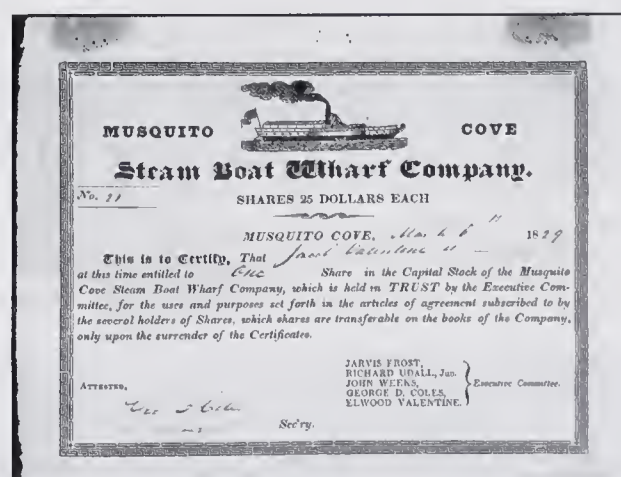 MUSQUITO COVE
Steam Boat Wharf Company.
No. 21
SHARES 25 DOLLARS EACH
MUSQUITO COVE, March 6 1829
This is to Certify, That Jacob Valentine is
at this time entitled to One Share in the Capital Stock of the Musquito
Cove Steam Boat Wharf Company, which is held in TRUST by the Executive Com-
mittee, for the uses and purposes set forth in the articles of agreement subscribed to by
the several holders of Shares, which shares are transferable on the books of the Company,
only upon the surrender of the Certificates.
JARVIS FROST,
RICHARD UDALL, Jun.
JOHN WEEKS,
GEORGE D. COLES,
ELWOOD VALENTINE.
Executive Committee.
ATTESTED,
Sec'ry.